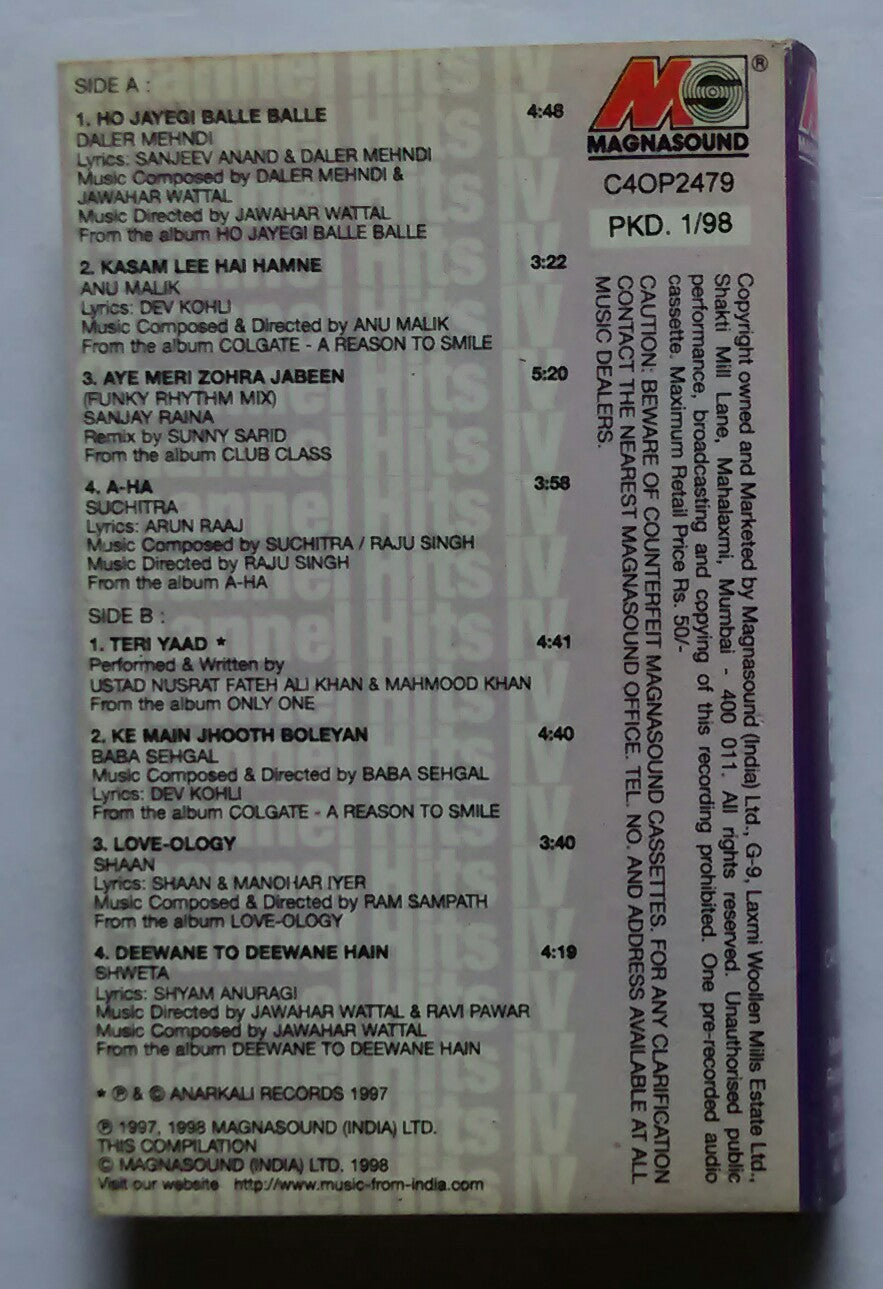 SIDE A :
1. HO JAYEGI BALLE BALLE 4:48
DALER MEHNDI
Lyrics: SANJEEV ANAND & DALER MEHNDI
Music Composed by DALER MEHNDI &
JAWAHAR WATTAL
Music Directed by JAWAHAR WATTAL
From the album HO JAYEGI BALLE BALLE
2. KASAM LEE HAI HAMNE 3:22
ANU MALIK
Lyrics: DEV KOHLI
Music Composed & Directed by ANU MALIK
From the album COLGATE - A REASON TO SMILE
3. AYE MERI ZOHRA JABEEN 5:20
(FUNKY RHYTHM MIX)
SANJAY RAINA
Remix by SUNNY SARID
From the album CLUB CLASS
4. A-HA 3:58
SUCHITRA
Lyrics: ARUN RAAJ
Music Composed by SUCHITRA / RAJU SINGH
Music Directed by RAJU SINGH
From the album A-HA
SIDE B :
1. TERI YAAD * 4:41
Performed & Written by
USTAD NUSRAT FATEH ALI KHAN & MAHMOOD KHAN
From the album ONLY ONE
2. KE MAIN JHOOTH BOLEYAN 4:40
BABA SEHGAL
Music Composed & Directed by BABA SEHGAL
Lyrics: DEV KOHLI
From the album COLGATE - A REASON TO SMILE
3. LOVE-OLOGY 3:40
SHAAN
Lyrics: SHAAN & MANOHAR IYER
Music Composed & Directed by RAM SAMPATH
From the album LOVE-OLOGY
4. DEEWANE TO DEEWANE HAIN 4:19
SHWETA
Lyrics: SHYAM ANURAGI
Music Directed by JAWAHAR WATTAL & RAVI PAWAR
Music Composed by JAWAHAR WATTAL
From the album DEEWANE TO DEEWANE HAIN
* ℗ & © ANARKALI RECORDS 1997
℗ 1997, 1998 MAGNASOUND (INDIA) LTD.
THIS COMPILATION
© MAGNASOUND (INDIA) LTD. 1998
Visit our website http://www.music-from-india.com
MG ®
MAGNASOUND
C4OP2479
PKD. 1/98
Copyright owned and Marketed by Magnasound (India) Ltd., G-9, Laxmi Woollen Mills Estate Ltd.,
Shakti Mill Lane, Mahalaxmi, Mumbai - 400 011. All rights reserved. Unauthorised public
performance, broadcasting and copying of this recording prohibited. One pre-recorded audio
cassette. Maximum Retail Price Rs. 50/-
CAUTION: BEWARE OF COUNTERFEIT MAGNASOUND CASSETTES. FOR ANY CLARIFICATION
CONTACT THE NEAREST MAGNASOUND OFFICE. TEL. NO. AND ADDRESS AVAILABLE AT ALL
MUSIC DEALERS.